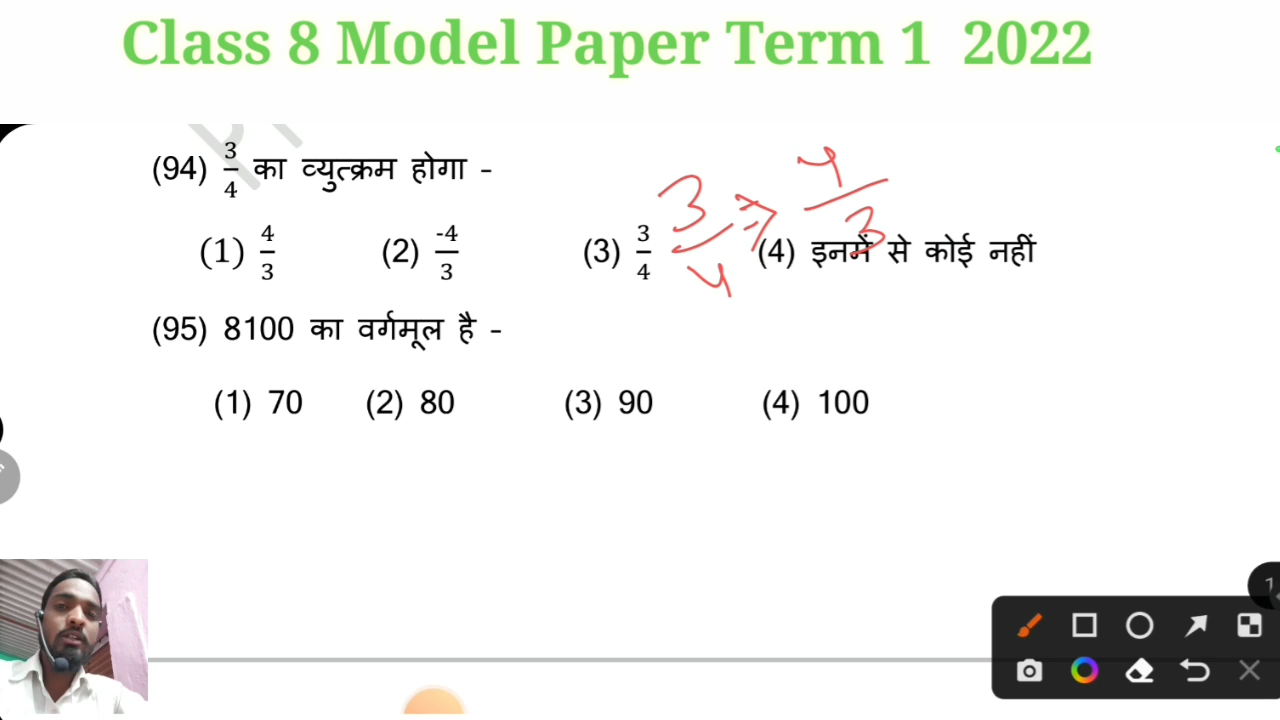 Class 8 Model Paper Term 1 2022
(94) 3/4 का व्युत्क्रम होगा -
3/4 => 4/3
(1) 4/3 (2) -4/3 (3) 3/4 (4) इनमें से कोई नहीं
(95) 8100 का वर्गमूल है -
(1) 70 (2) 80 (3) 90 (4) 100